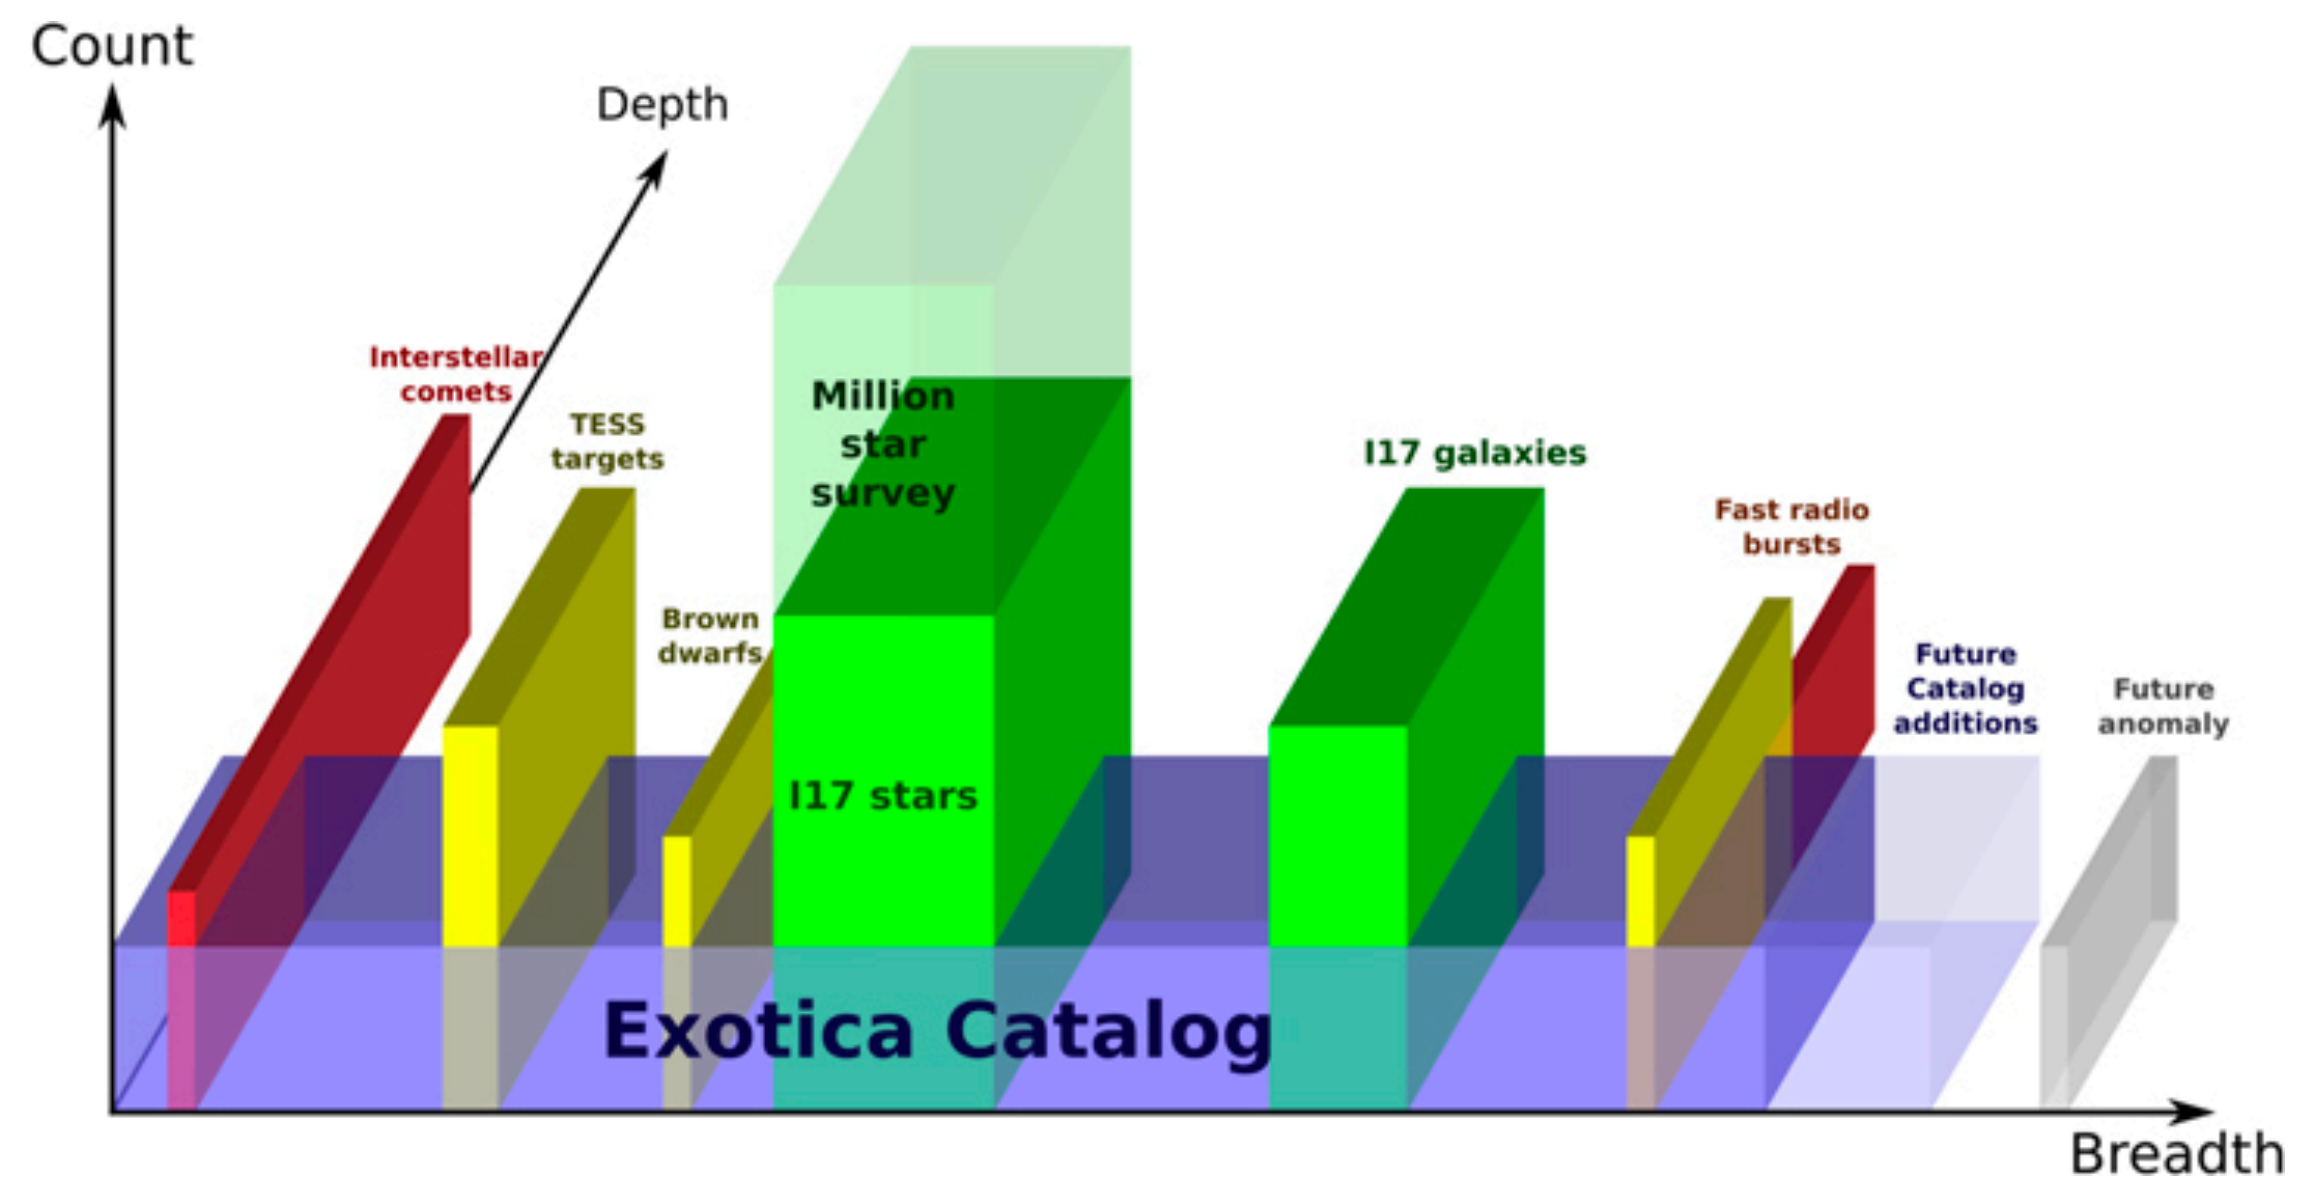 Count
Depth
Interstellar
comets
TESS
targets
Brown
dwarfs
Million
star
survey
I17 stars
I17 galaxies
Fast radio
bursts
Future
Catalog
additions
Future
anomaly
Exotica Catalog
Breadth